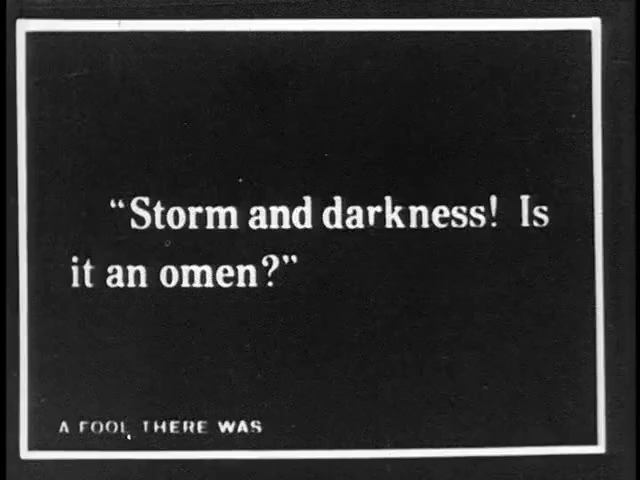 "Storm and darkness! Is
it an omen?"
A FOOL THERE WAS